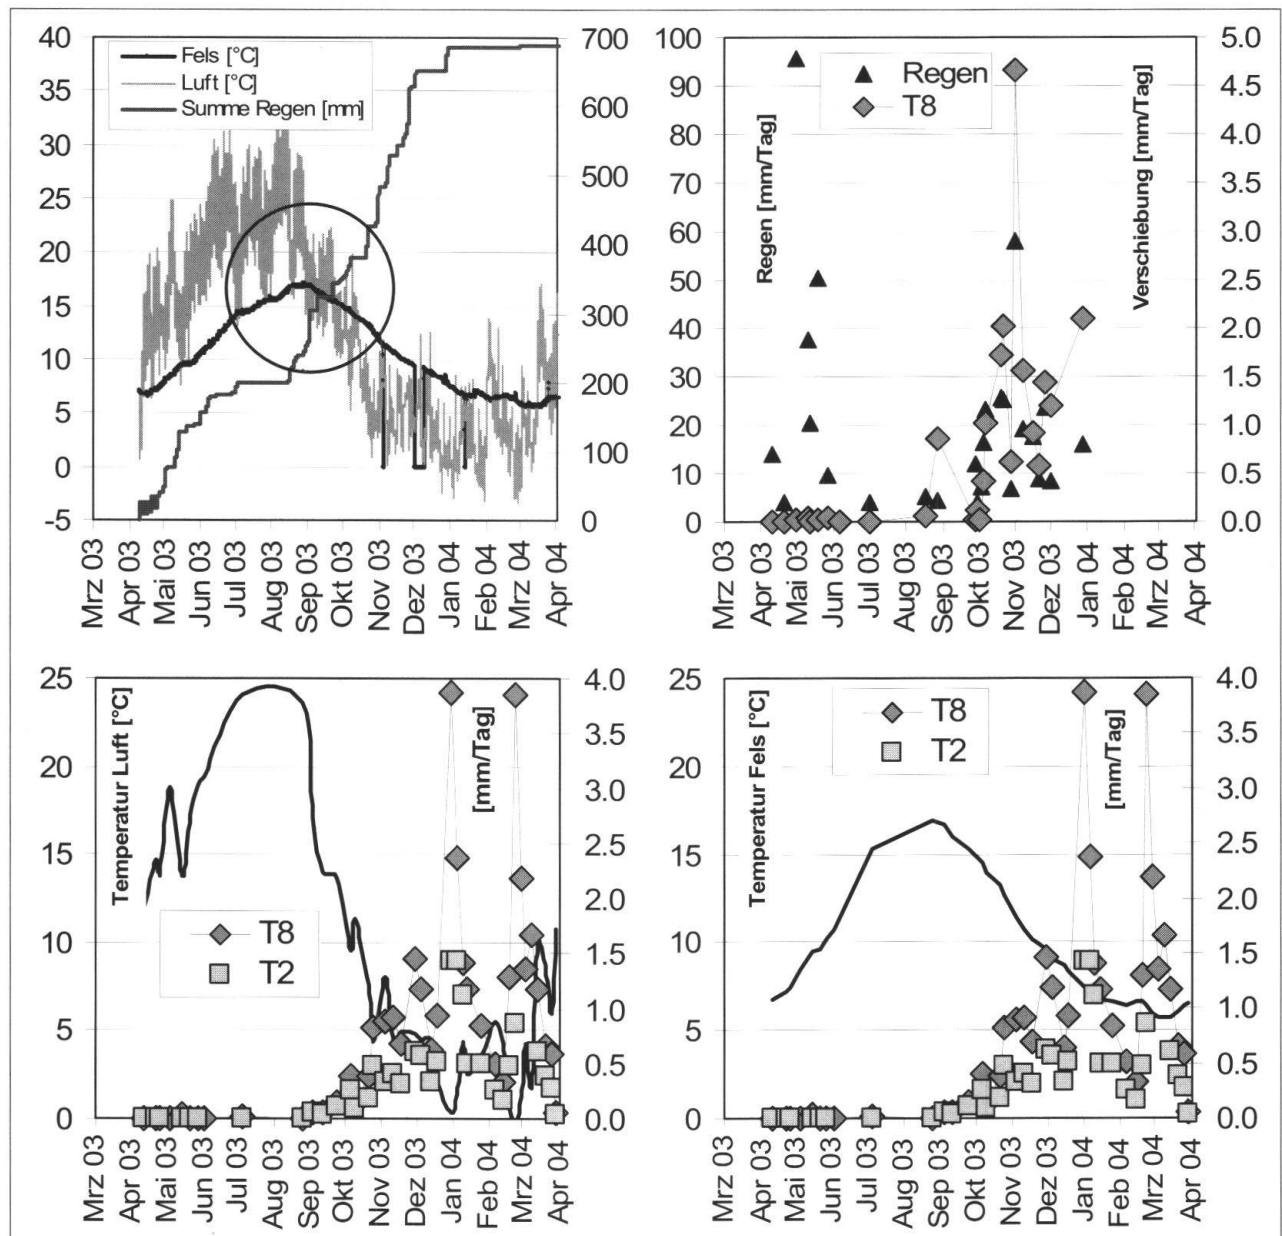 Fels [°C]
Luft [°C]
Summe Regen [mm]
40
35
30
25
20
15
10
5
0
-5
700
600
500
400
300
200
100
0
Mrz 03
Apr 03
Mai 03
Jun 03
Jul 03
Aug 03
Sep 03
Okt 03
Nov 03
Dez 03
Jan 04
Feb 04
Mrz 04
Apr 04
Regen
T8
Regen [mm/Tag]
Verschiebung [mm/Tag]
100
90
80
70
60
50
40
30
20
10
0
5.0
4.5
4.0
3.5
3.0
2.5
2.0
1.5
1.0
0.5
0.0
Mrz 03
Apr 03
Mai 03
Jun 03
Jul 03
Aug 03
Sep 03
Okt 03
Nov 03
Dez 03
Jan 04
Feb 04
Mrz 04
Apr 04
Temperatur Luft [°C]
[mm/Tag]
T8
T2
25
20
15
10
5
0
4.0
3.5
3.0
2.5
2.0
1.5
1.0
0.5
0.0
Mrz 03
Apr 03
Mai 03
Jun 03
Jul 03
Aug 03
Sep 03
Okt 03
Nov 03
Dez 03
Jan 04
Feb 04
Mrz 04
Apr 04
Temperatur Fels [°C]
[mm/Tag]
T8
T2
25
20
15
10
5
0
4.0
3.5
3.0
2.5
2.0
1.5
1.0
0.5
0.0
Mrz 03
Apr 03
Mai 03
Jun 03
Jul 03
Aug 03
Sep 03
Okt 03
Nov 03
Dez 03
Jan 04
Feb 04
Mrz 04
Apr 04